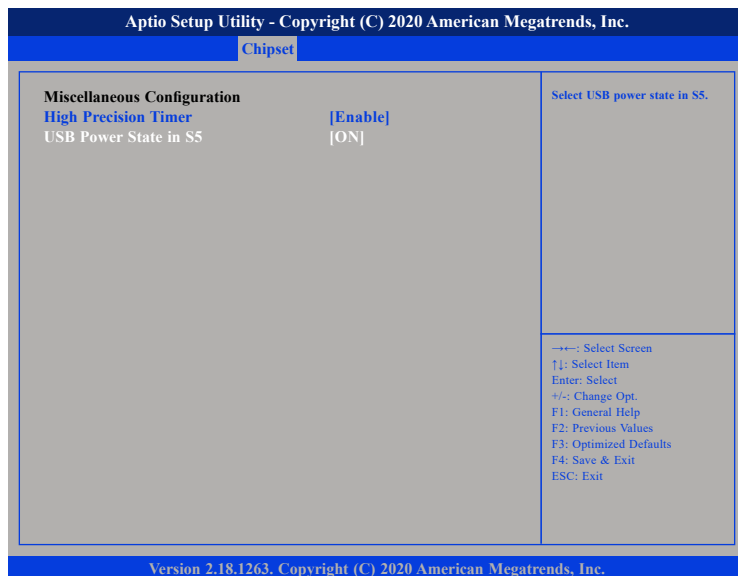 Aptio Setup Utility - Copyright (C) 2020 American Megatrends, Inc.
Chipset
Miscellaneous Configuration
High Precision Timer [Enable]
USB Power State in S5 [ON]
Select USB power state in S5.
→←: Select Screen
↑↓: Select Item
Enter: Select
+/-: Change Opt.
F1: General Help
F2: Previous Values
F3: Optimized Defaults
F4: Save & Exit
ESC: Exit
Version 2.18.1263. Copyright (C) 2020 American Megatrends, Inc.